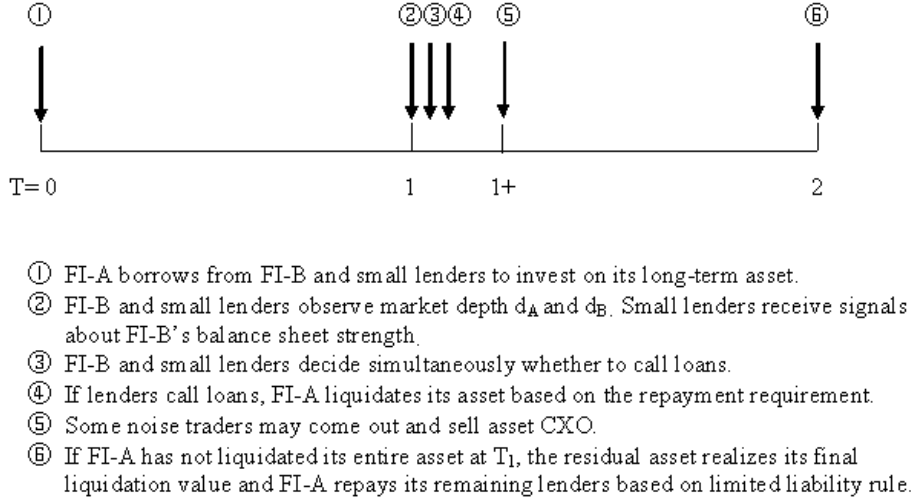 ① ②③④ ⑤ ⑥
T= 0 1 1+ 2
① FI-A borrows from FI-B and small lenders to invest on its long-term asset.
② FI-B and small lenders observe market depth dA and dB. Small lenders receive signals
about FI-B's balance sheet strength.
③ FI-B and small lenders decide simultaneously whether to call loans.
④ If lenders call loans, FI-A liquidates its asset based on the repayment requirement.
⑤ Some noise traders may come out and sell asset CXO.
⑥ If FI-A has not liquidated its entire asset at T1, the residual asset realizes its final
liquidation value and FI-A repays its remaining lenders based on limited liability rule.